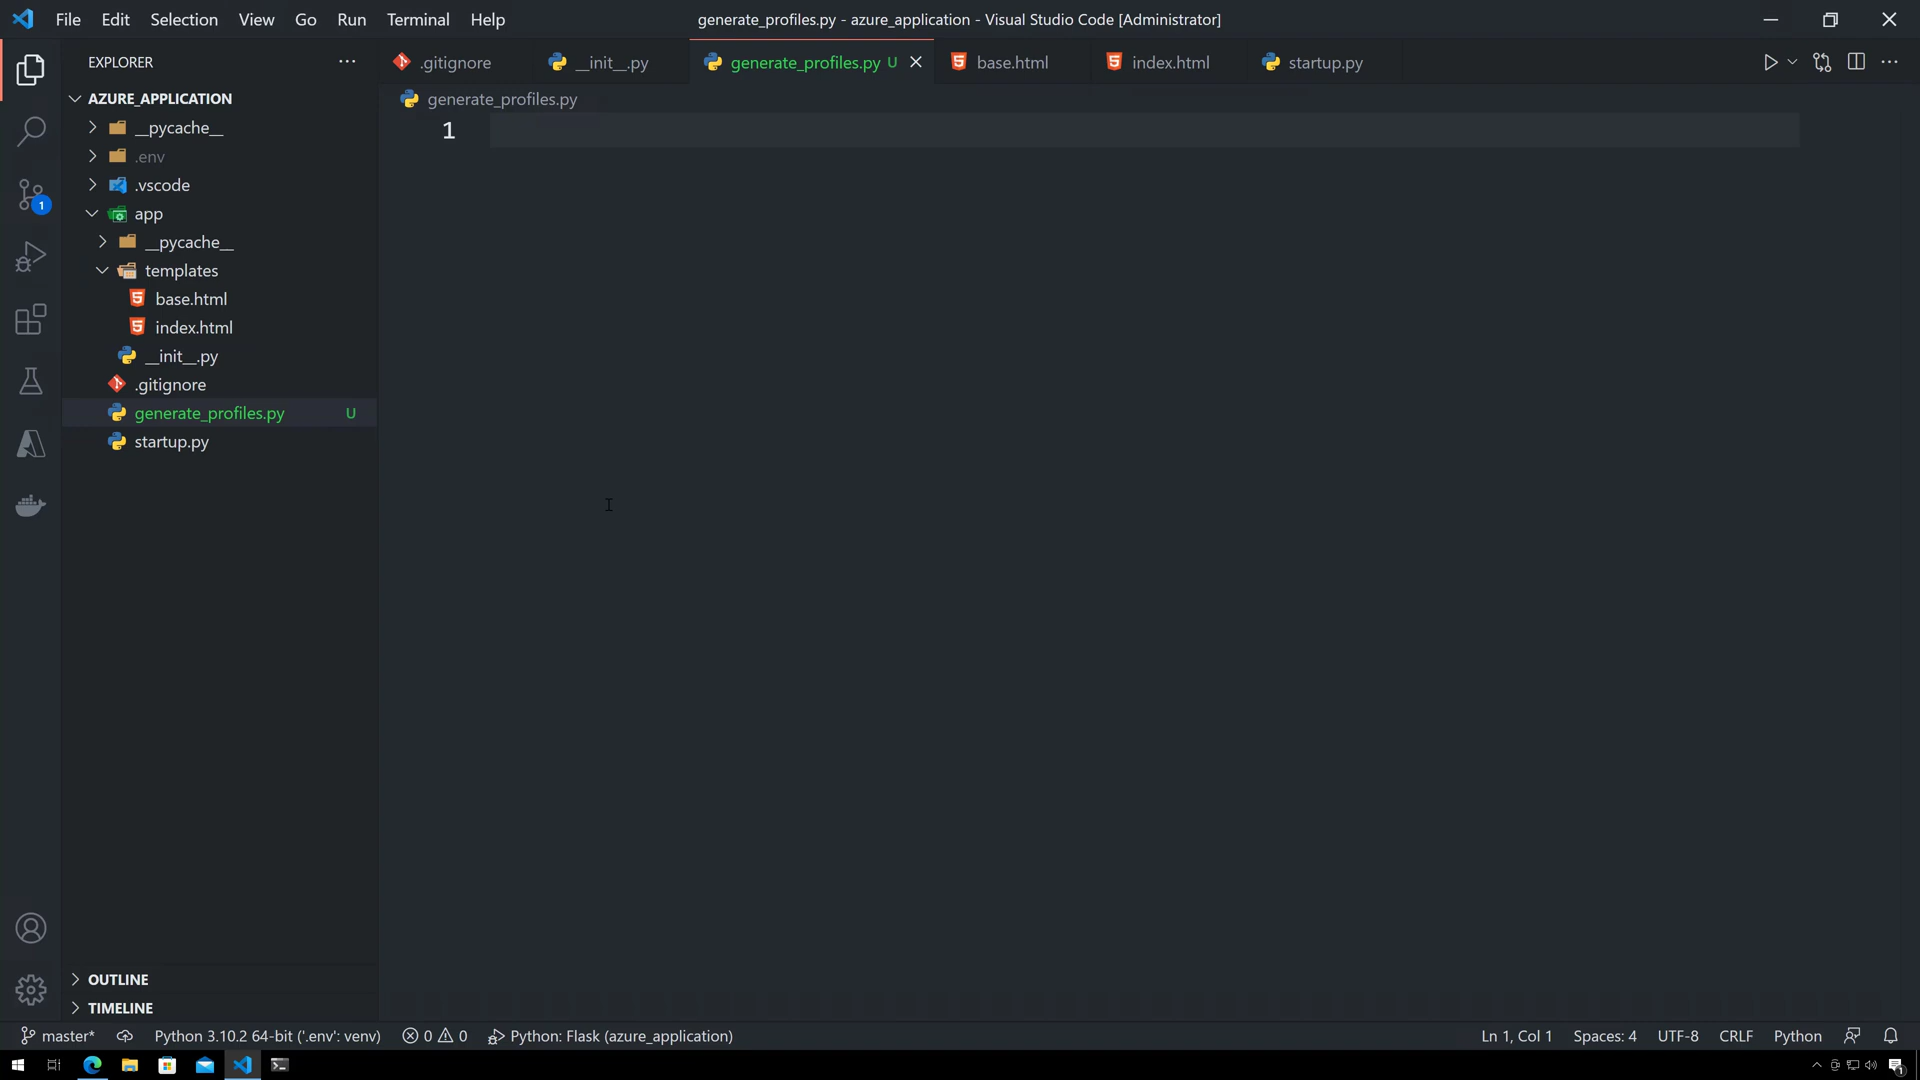 File Edit Selection View Go Run Terminal Help
generate_profiles.py - azure_application - Visual Studio Code [Administrator]
EXPLORER
.gitignore
__init__.py
generate_profiles.py U
base.html
index.html
startup.py
AZURE_APPLICATION
__pycache__
.env
.vscode
app
__pycache__
templates
base.html
index.html
__init__.py
.gitignore
generate_profiles.py U
startup.py
generate_profiles.py
1
1
OUTLINE
TIMELINE
master*
Python 3.10.2 64-bit ('.env': venv)
0 0
Python: Flask (azure_application)
Ln 1, Col 1
Spaces: 4
UTF-8
CRLF
Python
1